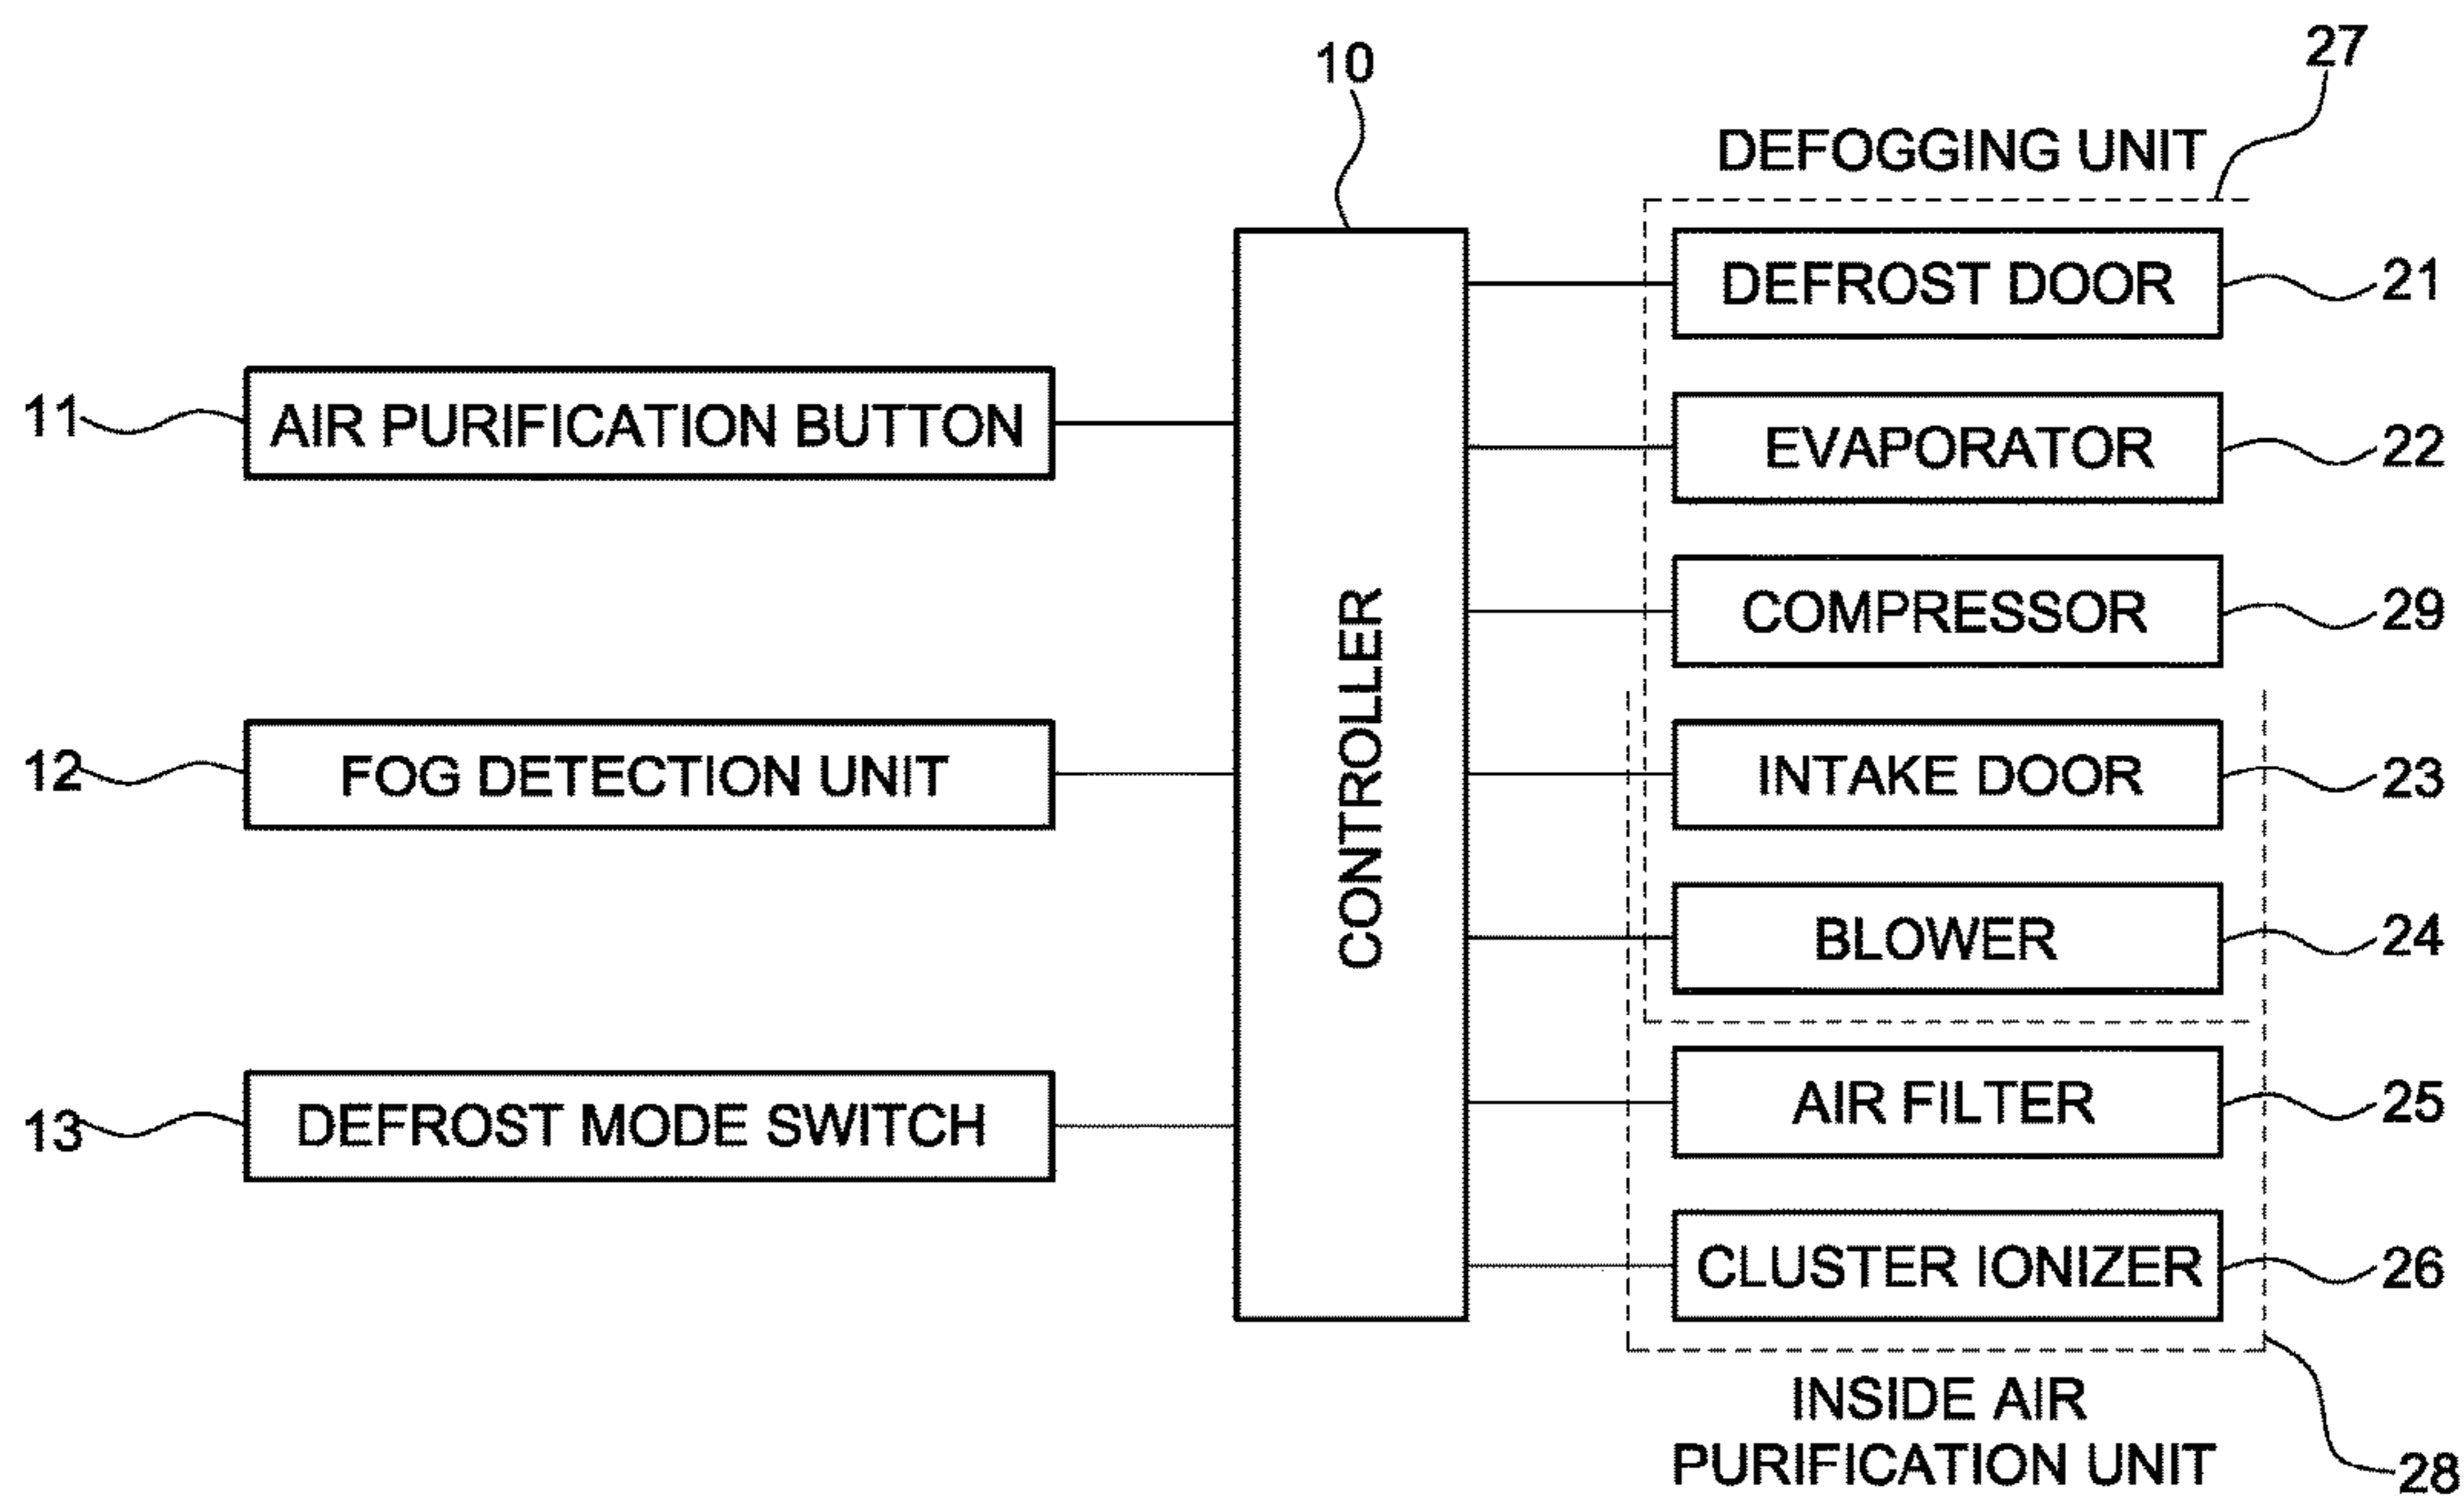 10
27
DEFOGGING UNIT
DEFROST DOOR
21
11
AIR PURIFICATION BUTTON
EVAPORATOR
22
COMPRESSOR
29
CONTROLLER
12
FOG DETECTION UNIT
INTAKE DOOR
23
BLOWER
24
13
DEFROST MODE SWITCH
AIR FILTER
25
CLUSTER IONIZER
26
INSIDE AIR
PURIFICATION UNIT
28